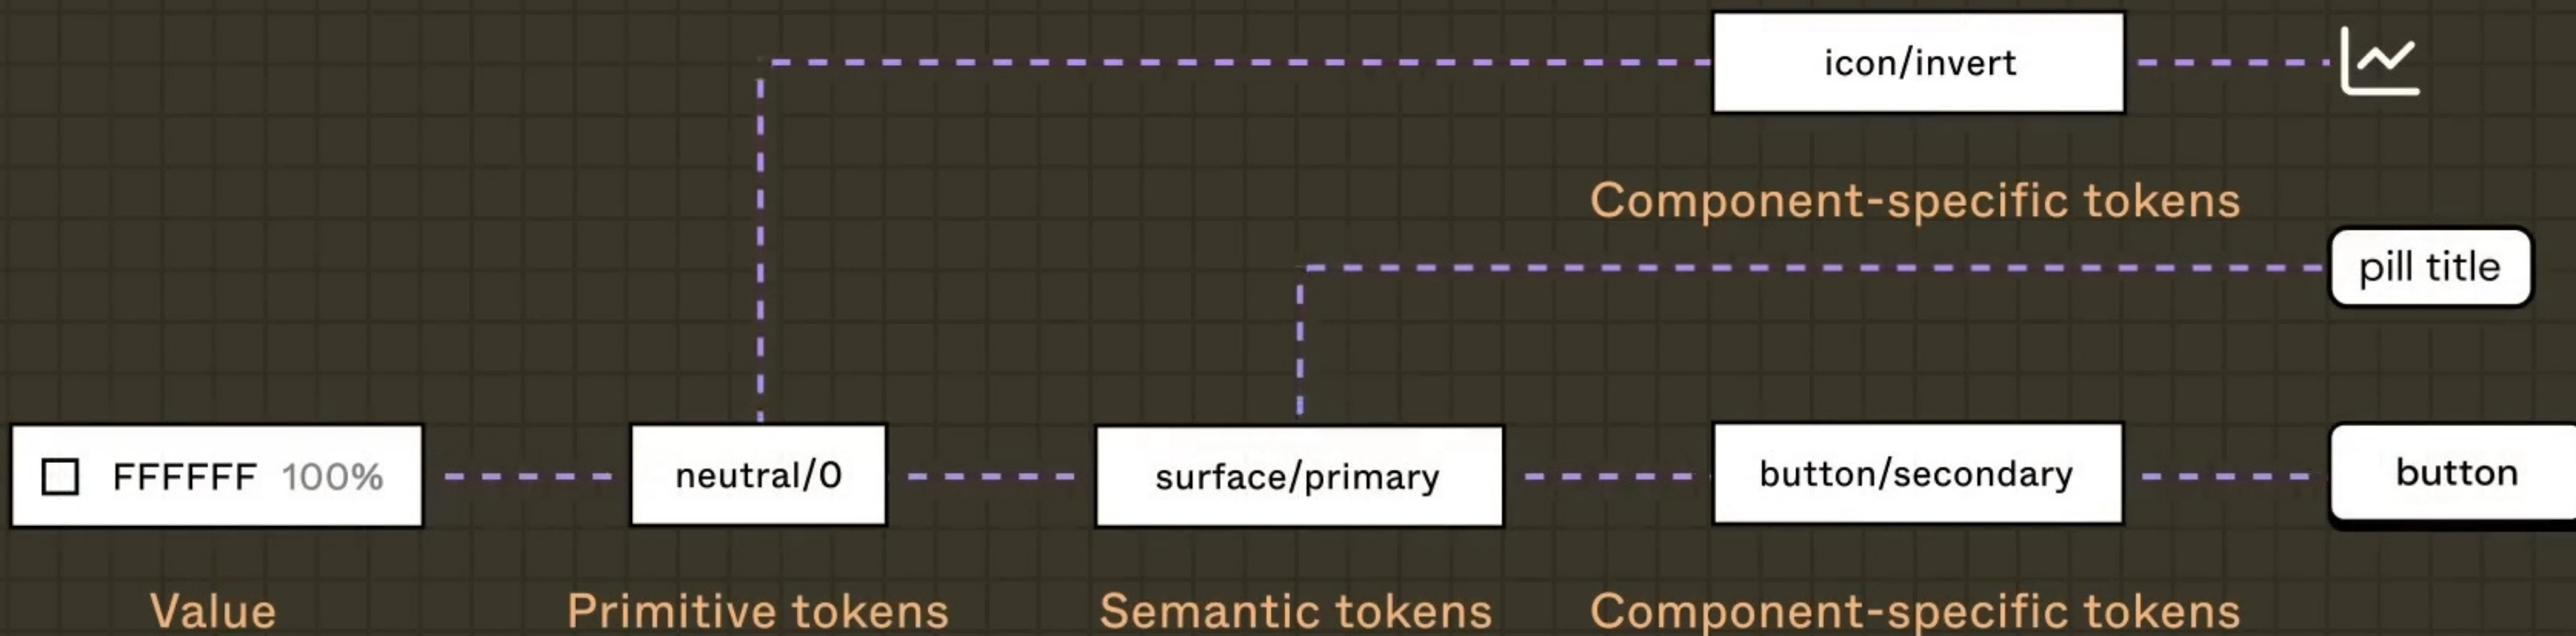 icon/invert
Component-specific tokens
pill title
FFFFFF 100%
neutral/0
surface/primary
button/secondary
button
Value
Primitive tokens
Semantic tokens
Component-specific tokens